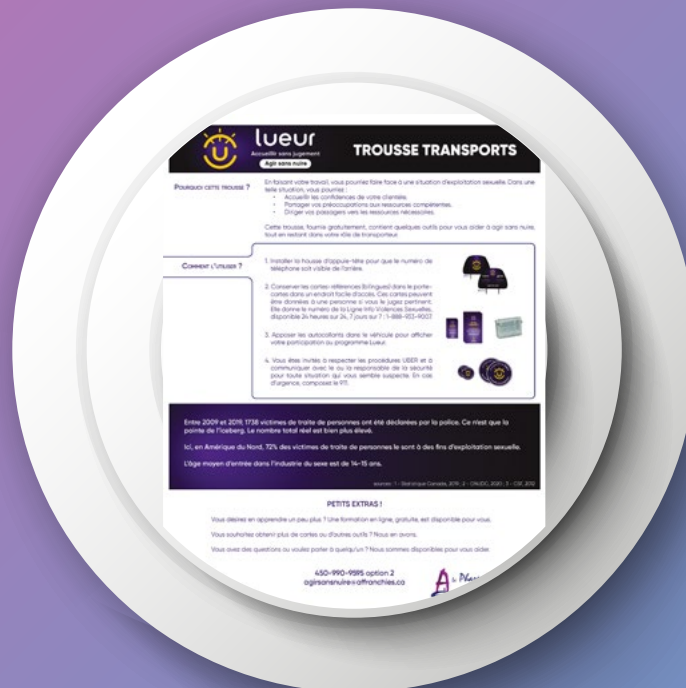 lueur
Accueillir sans jugement
Agir sans nuire
TROUSSE TRANSPORTS
POURQUOI CETTE TROUSSE ?
En faisant votre travail, vous pourriez faire face à une situation d'exploitation sexuelle. Dans une
telle situation, vous pourriez :
• Accueillir les confidences de votre clientèle.
• Partager vos préoccupations aux ressources compétentes.
• Diriger vos passagers vers les ressources nécessaires.
Cette trousse, fournie gratuitement, contient quelques outils pour vous aider à agir sans nuire,
tout en restant dans votre rôle de transporteur.
COMMENT L'UTILISER ?
1. Installer la housse d'appuie-tête pour que le numéro de
téléphone soit visible de l'arrière.
2. Conserver les cartes-références (bilingues) dans le porte-
cartes dans un endroit facile d'accès. Ces cartes peuvent
être données à une personne si vous le jugez pertinent.
Elle donne le numéro de la Ligne Info Violences Sexuelles,
disponible 24 heures sur 24, 7 jours sur 7 : 1-888-933-9007
3. Apposer les autocollants dans le véhicule pour afficher
votre participation au programme Lueur.
4. Vous êtes invités à respecter les procédures UBER et à
communiquer avec le ou la responsable de la sécurité
pour toute situation qui vous semble suspecte. En cas
d'urgence, composez le 911.
Entre 2009 et 2019, 1738 victimes de traite de personnes ont été déclarées par la police. Ce n'est que la
pointe de l'iceberg. Le nombre total réel est bien plus élevé.
Ici, en Amérique du Nord, 72% des victimes de traite de personnes le sont à des fins d'exploitation sexuelle.
L'âge moyen d'entrée dans l'industrie du sexe est de 14-15 ans.
sources : 1 - Statistique Canada, 2019 ; 2 - ONUDC, 2020 ; 3 - CSF, 2012
PETITS EXTRAS !
Vous désirez en apprendre un peu plus ? Une formation en ligne, gratuite, est disponible pour vous.
Vous souhaitez obtenir plus de cartes ou d'autres outils ? Nous en avons.
Vous avez des questions ou voulez parler à quelqu'un ? Nous sommes disponibles pour vous aider.
450-990-9595 option 2
agirsansnuire@affranchies.ca